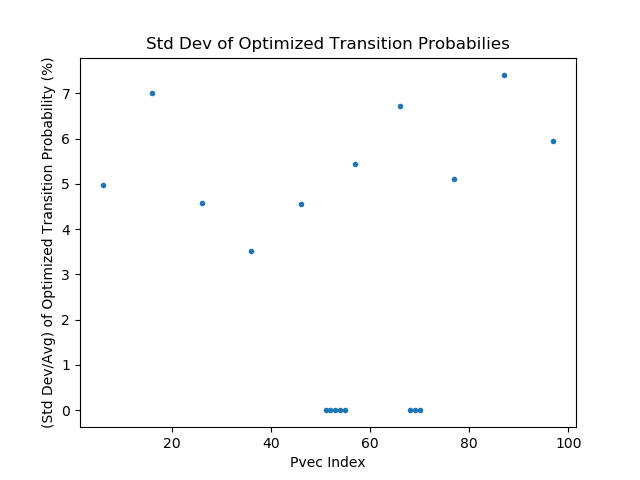 Std Dev of Optimized Transition Probabilies
(Std Dev/Avg) of Optimized Transition Probability (%)
7
6
5
4
3
2
1
0
20 40 60 80 100
Pvec Index